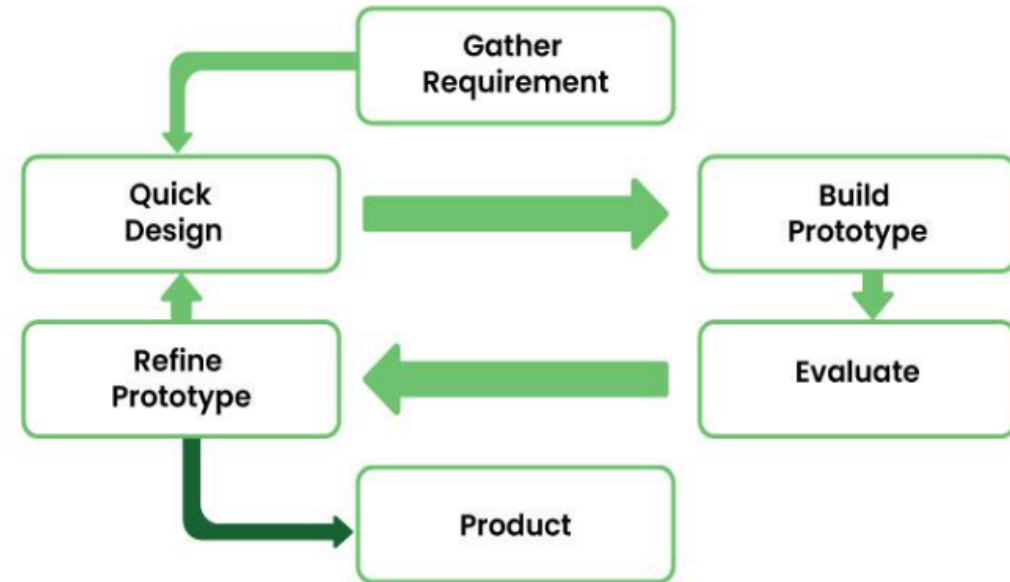 Gather
Requirement
Quick
Design
Build
Prototype
Refine
Prototype
Evaluate
Product